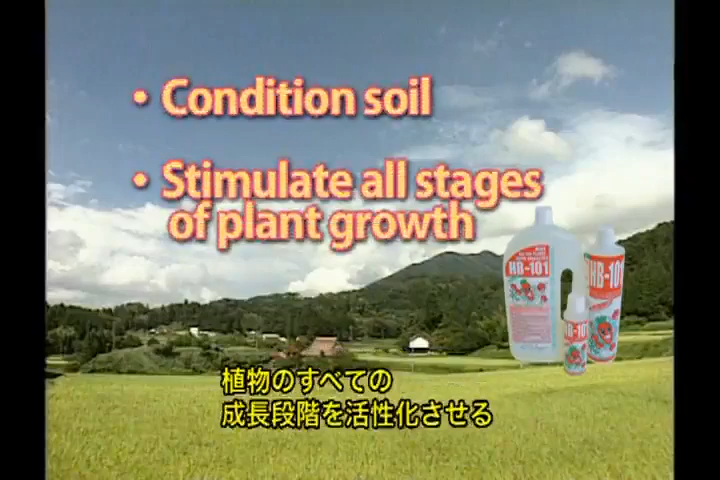 • Condition soil
• Stimulate all stages
of plant growth
HB-101
HB-101
HB-101
植物のすべての
成長段階を活性化させる